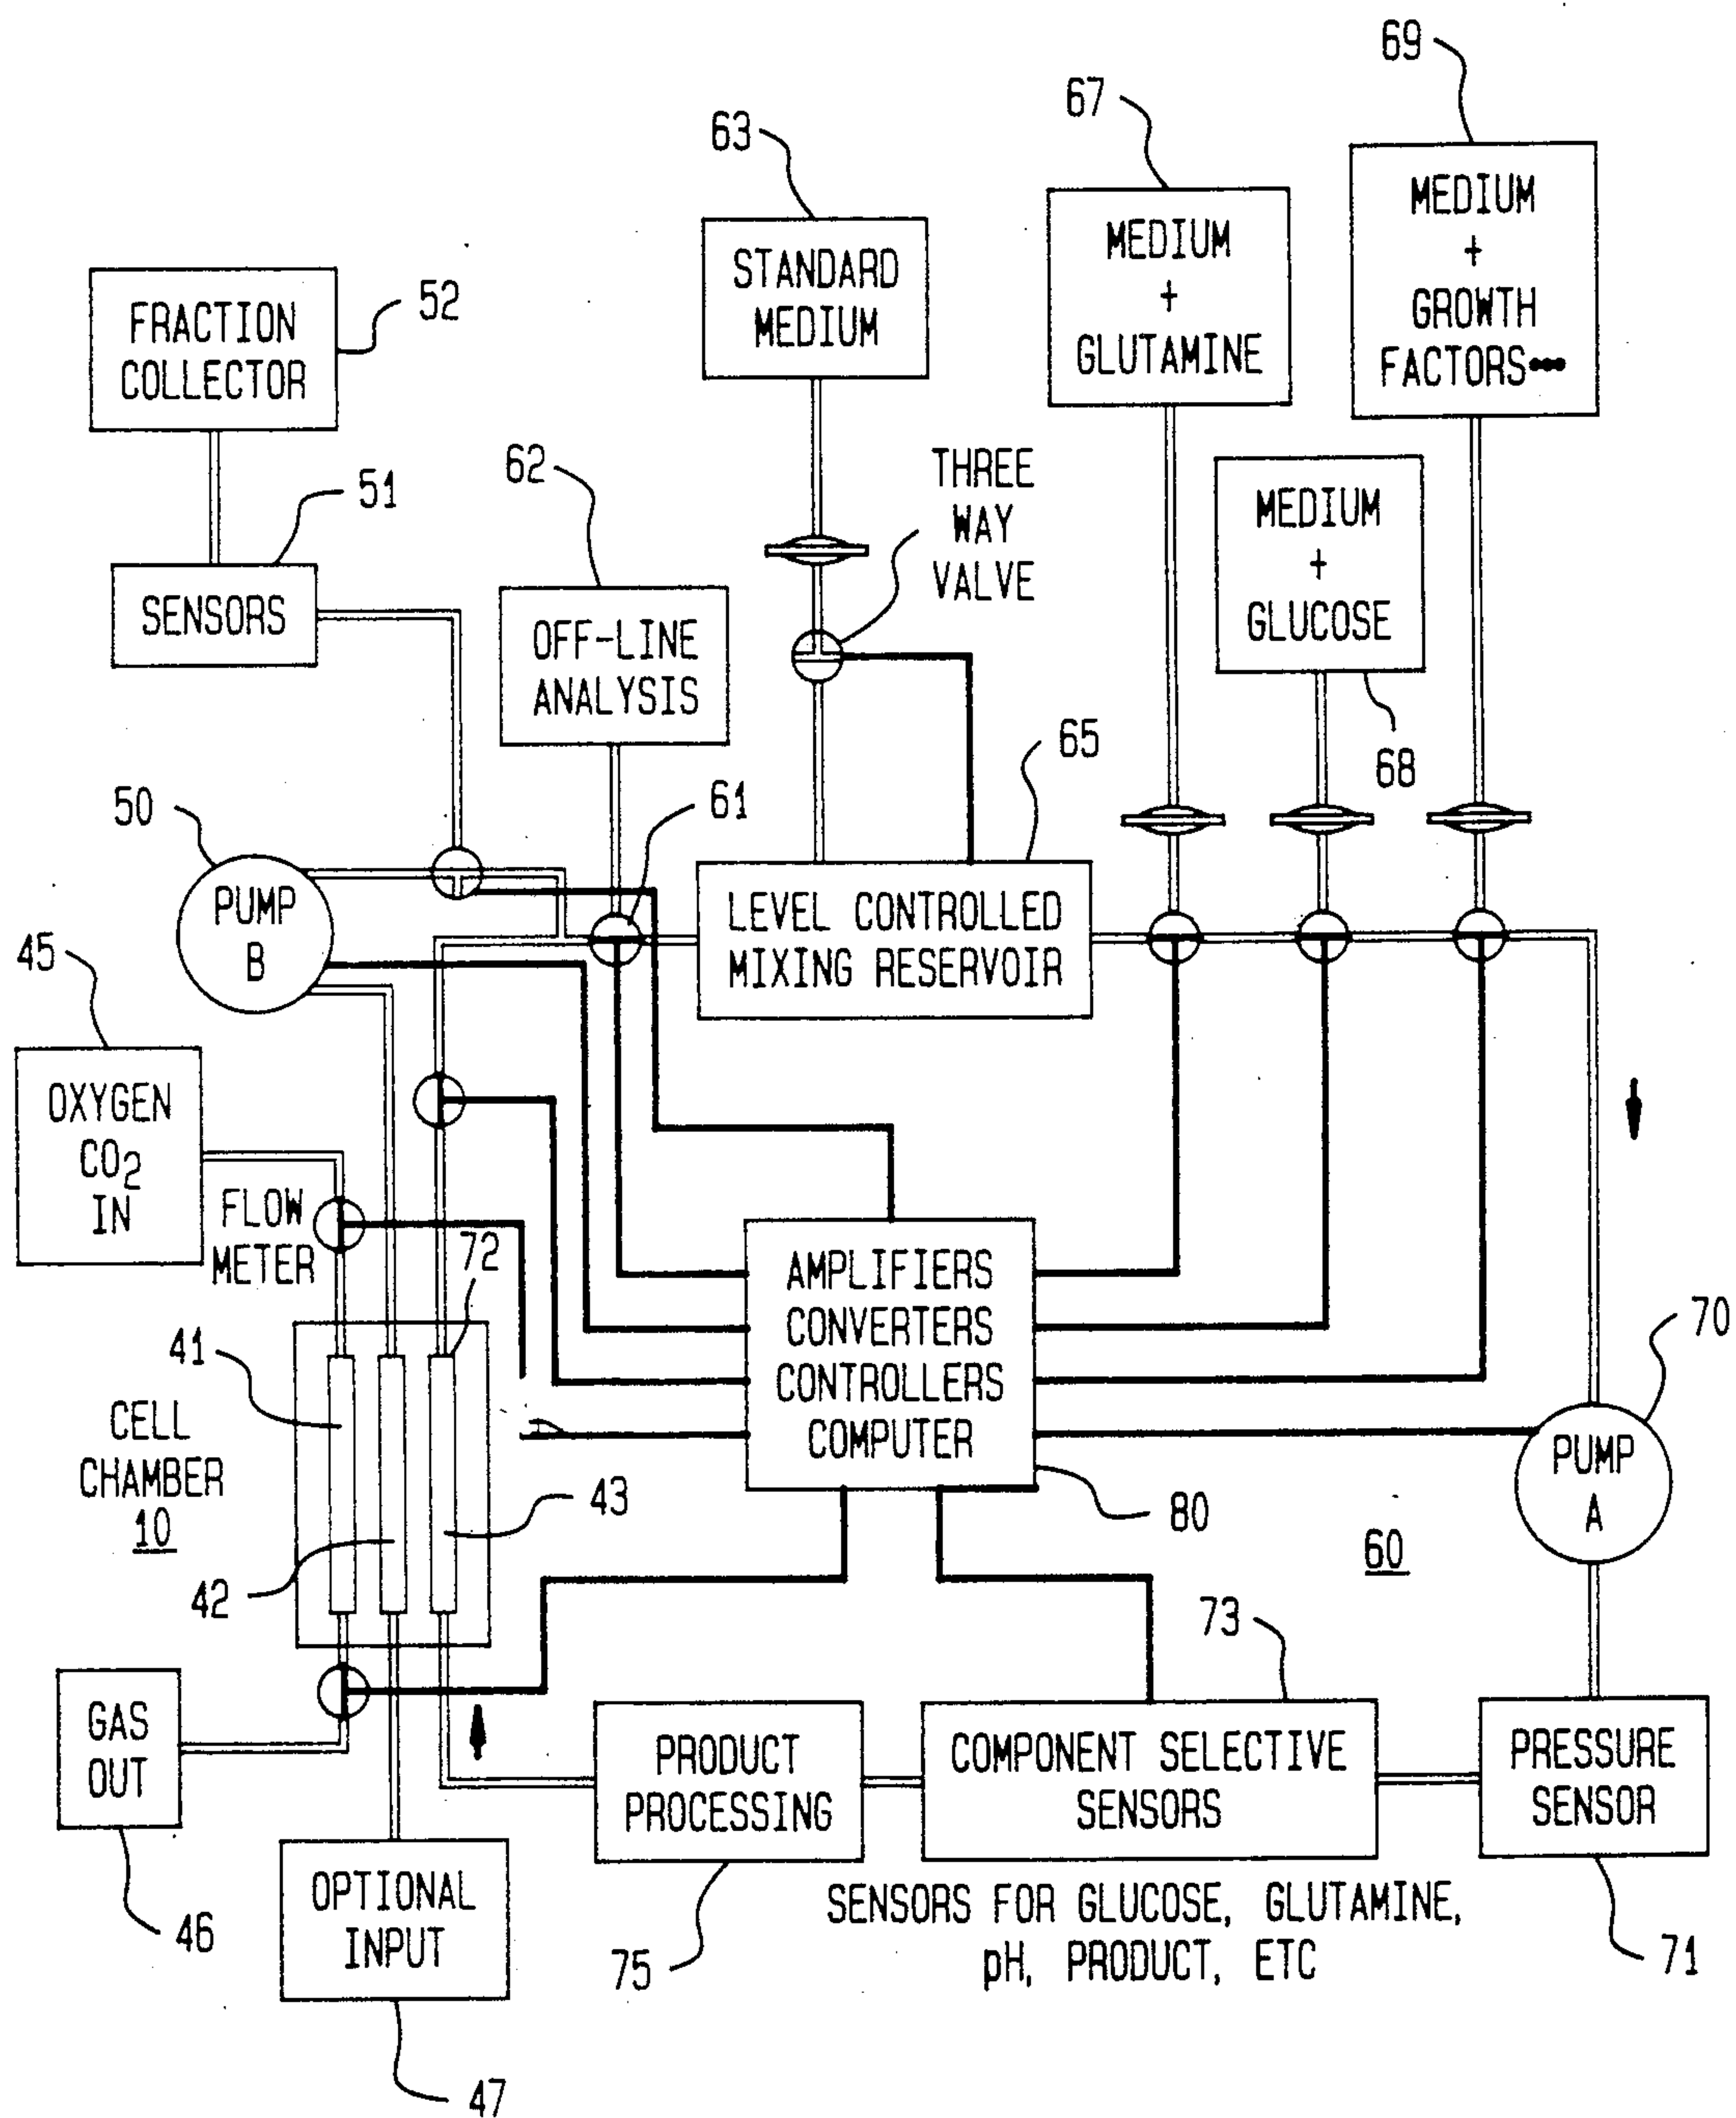 69
67
63
MEDIUM
+
GROWTH
FACTORS•••
MEDIUM
+
GLUTAMINE
STANDARD
MEDIUM
FRACTION
COLLECTOR
52
62
THREE
WAY
VALVE
MEDIUM
+
GLUCOSE
51
SENSORS
OFF-LINE
ANALYSIS
65
68
50
61
PUMP
B
LEVEL CONTROLLED
MIXING RESERVOIR
45
OXYGEN
CO2
IN
FLOW
METER
72
AMPLIFIERS
CONVERTERS
CONTROLLERS
COMPUTER
70
41
CELL
CHAMBER
10
PUMP
A
43
80
60
42
73
GAS
OUT
PRODUCT
PROCESSING
COMPONENT SELECTIVE
SENSORS
PRESSURE
SENSOR
OPTIONAL
INPUT
SENSORS FOR GLUCOSE, GLUTAMINE,
pH, PRODUCT, ETC
46
75
71
47